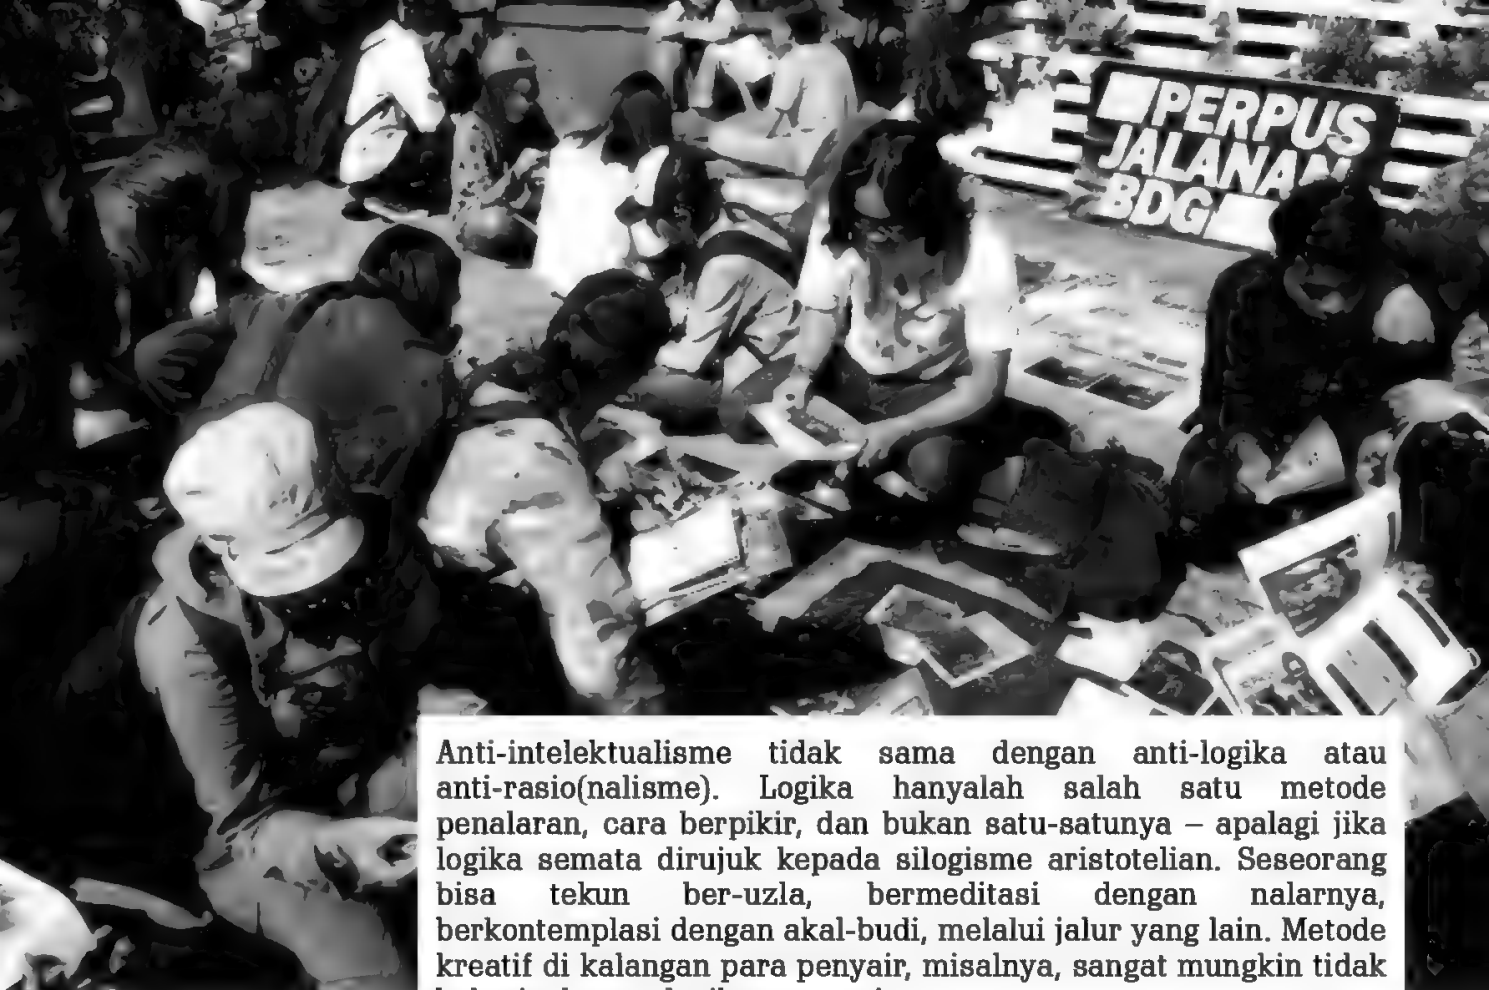 PERPUS
JALANAN
BDG
Anti-intelektualisme tidak sama dengan anti-logika atau
anti-rasio(nalisme). Logika hanyalah salah satu metode
penalaran, cara berpikir, dan bukan satu-satunya – apalagi jika
logika semata dirujuk kepada silogisme aristotelian. Seseorang
bisa tekun ber-uzla, bermeditasi dengan nalarnya,
berkontemplasi dengan akal-budi, melalui jalur yang lain. Metode
kreatif di kalangan para penyair, misalnya, sangat mungkin tidak